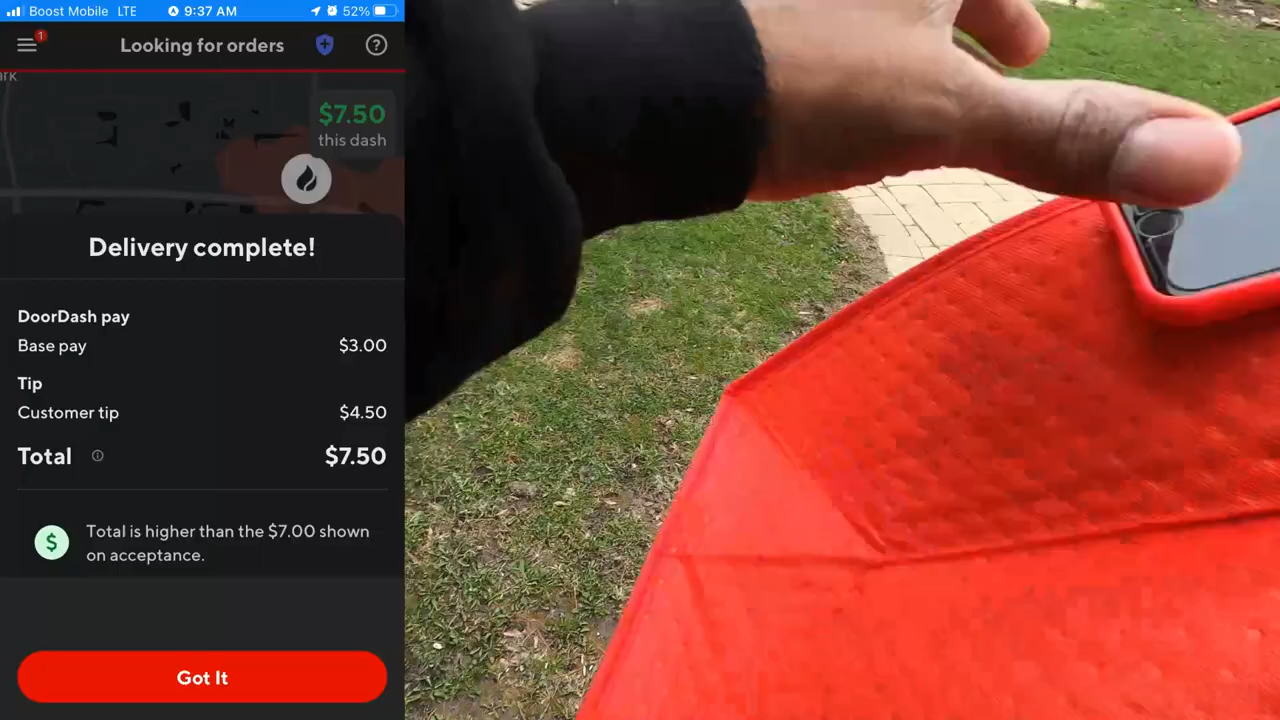 Boost Mobile LTE 9:37 AM 52%
1
Looking for orders
ark
$7.50
this dash
Delivery complete!
DoorDash pay
Base pay $3.00
Tip
Customer tip $4.50
Total $7.50
$
Total is higher than the $7.00 shown
on acceptance.
Got It